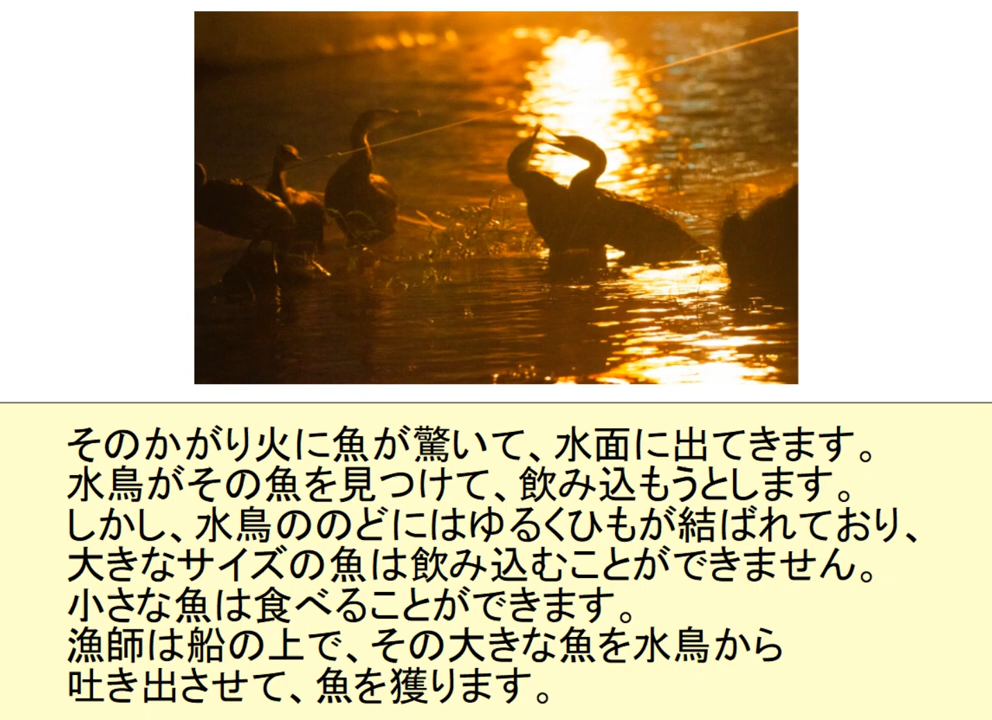 そのかがり火に魚が驚いて、水面に出てきます。
水鳥がその魚を見つけて、飲み込もうとします。
しかし、水鳥ののどにはゆるくひもが結ばれており、
大きなサイズの魚は飲み込むことができません。
小さな魚は食べることができます。
漁師は船の上で、その大きな魚を水鳥から
吐き出させて、魚を獲ります。